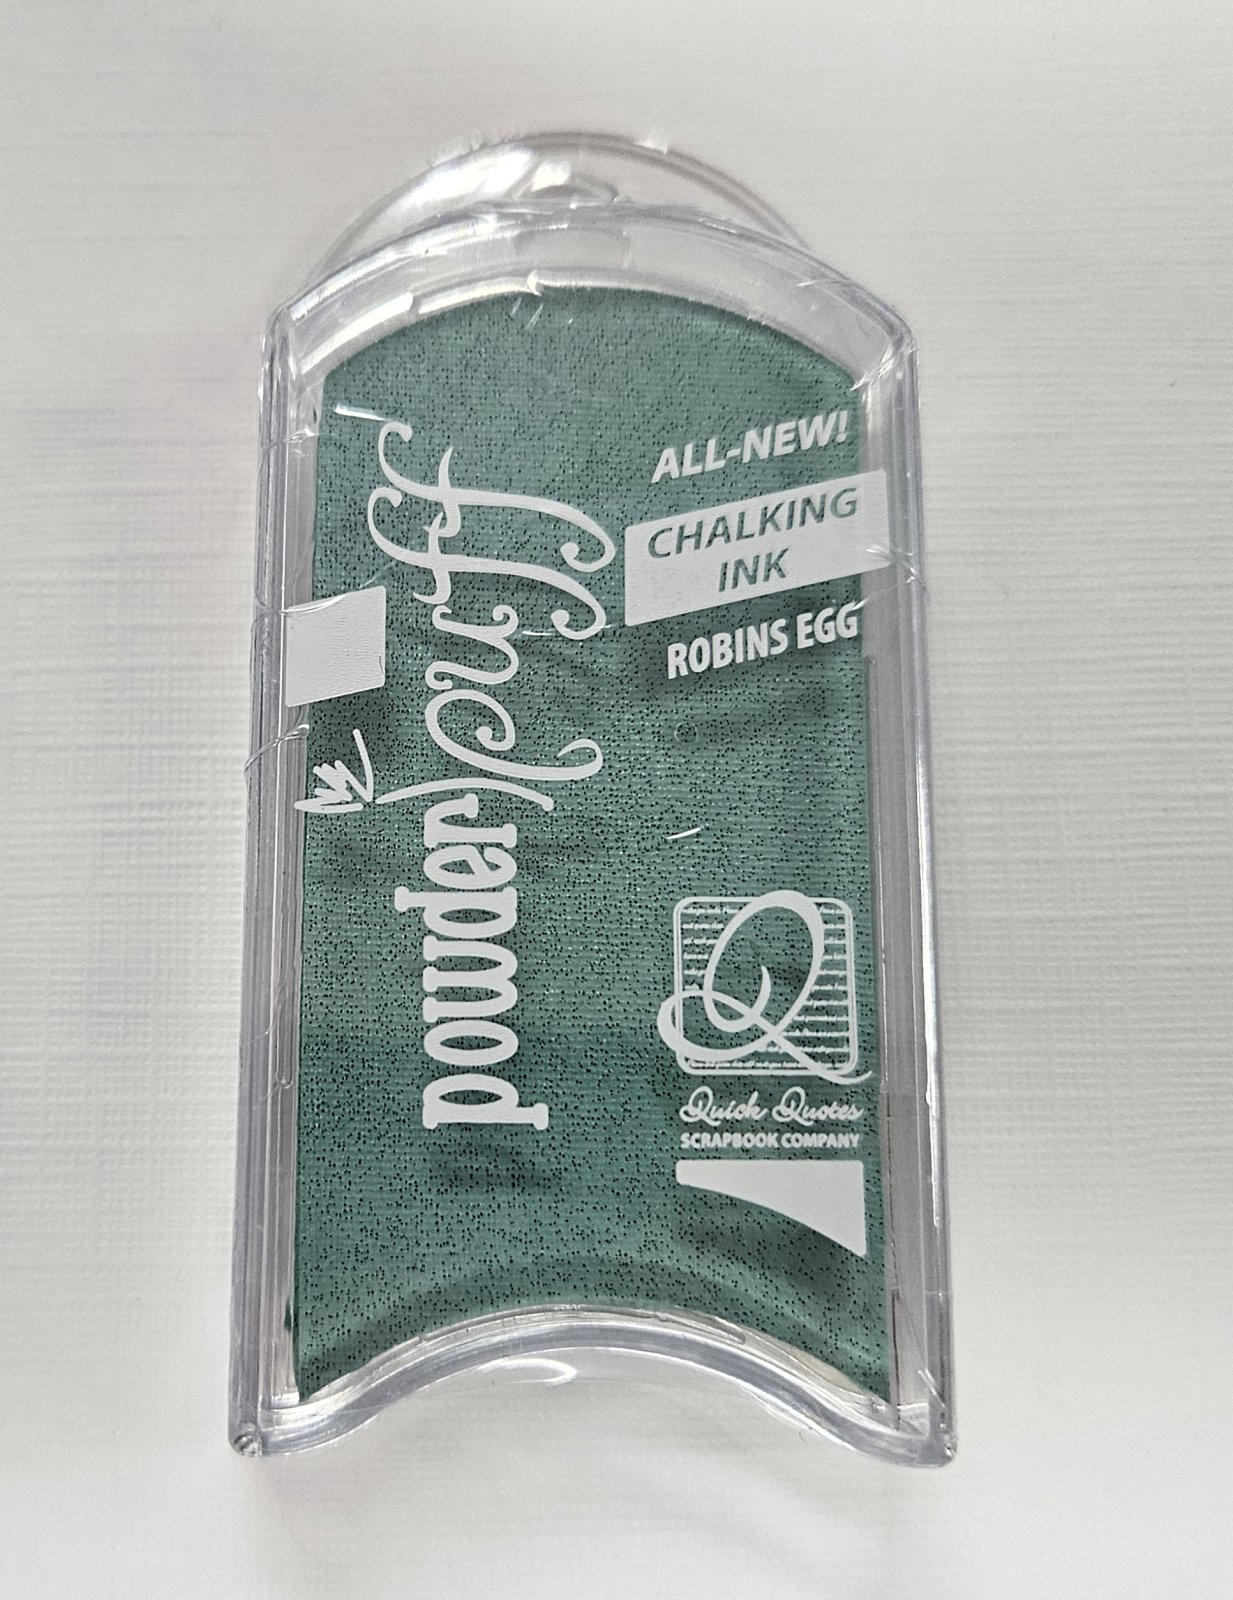 ALL-NEW!
CHALKING
INK
ROBINS EGG
powder puff
Q
Quick Quotes
SCRAPBOOK COMPANY